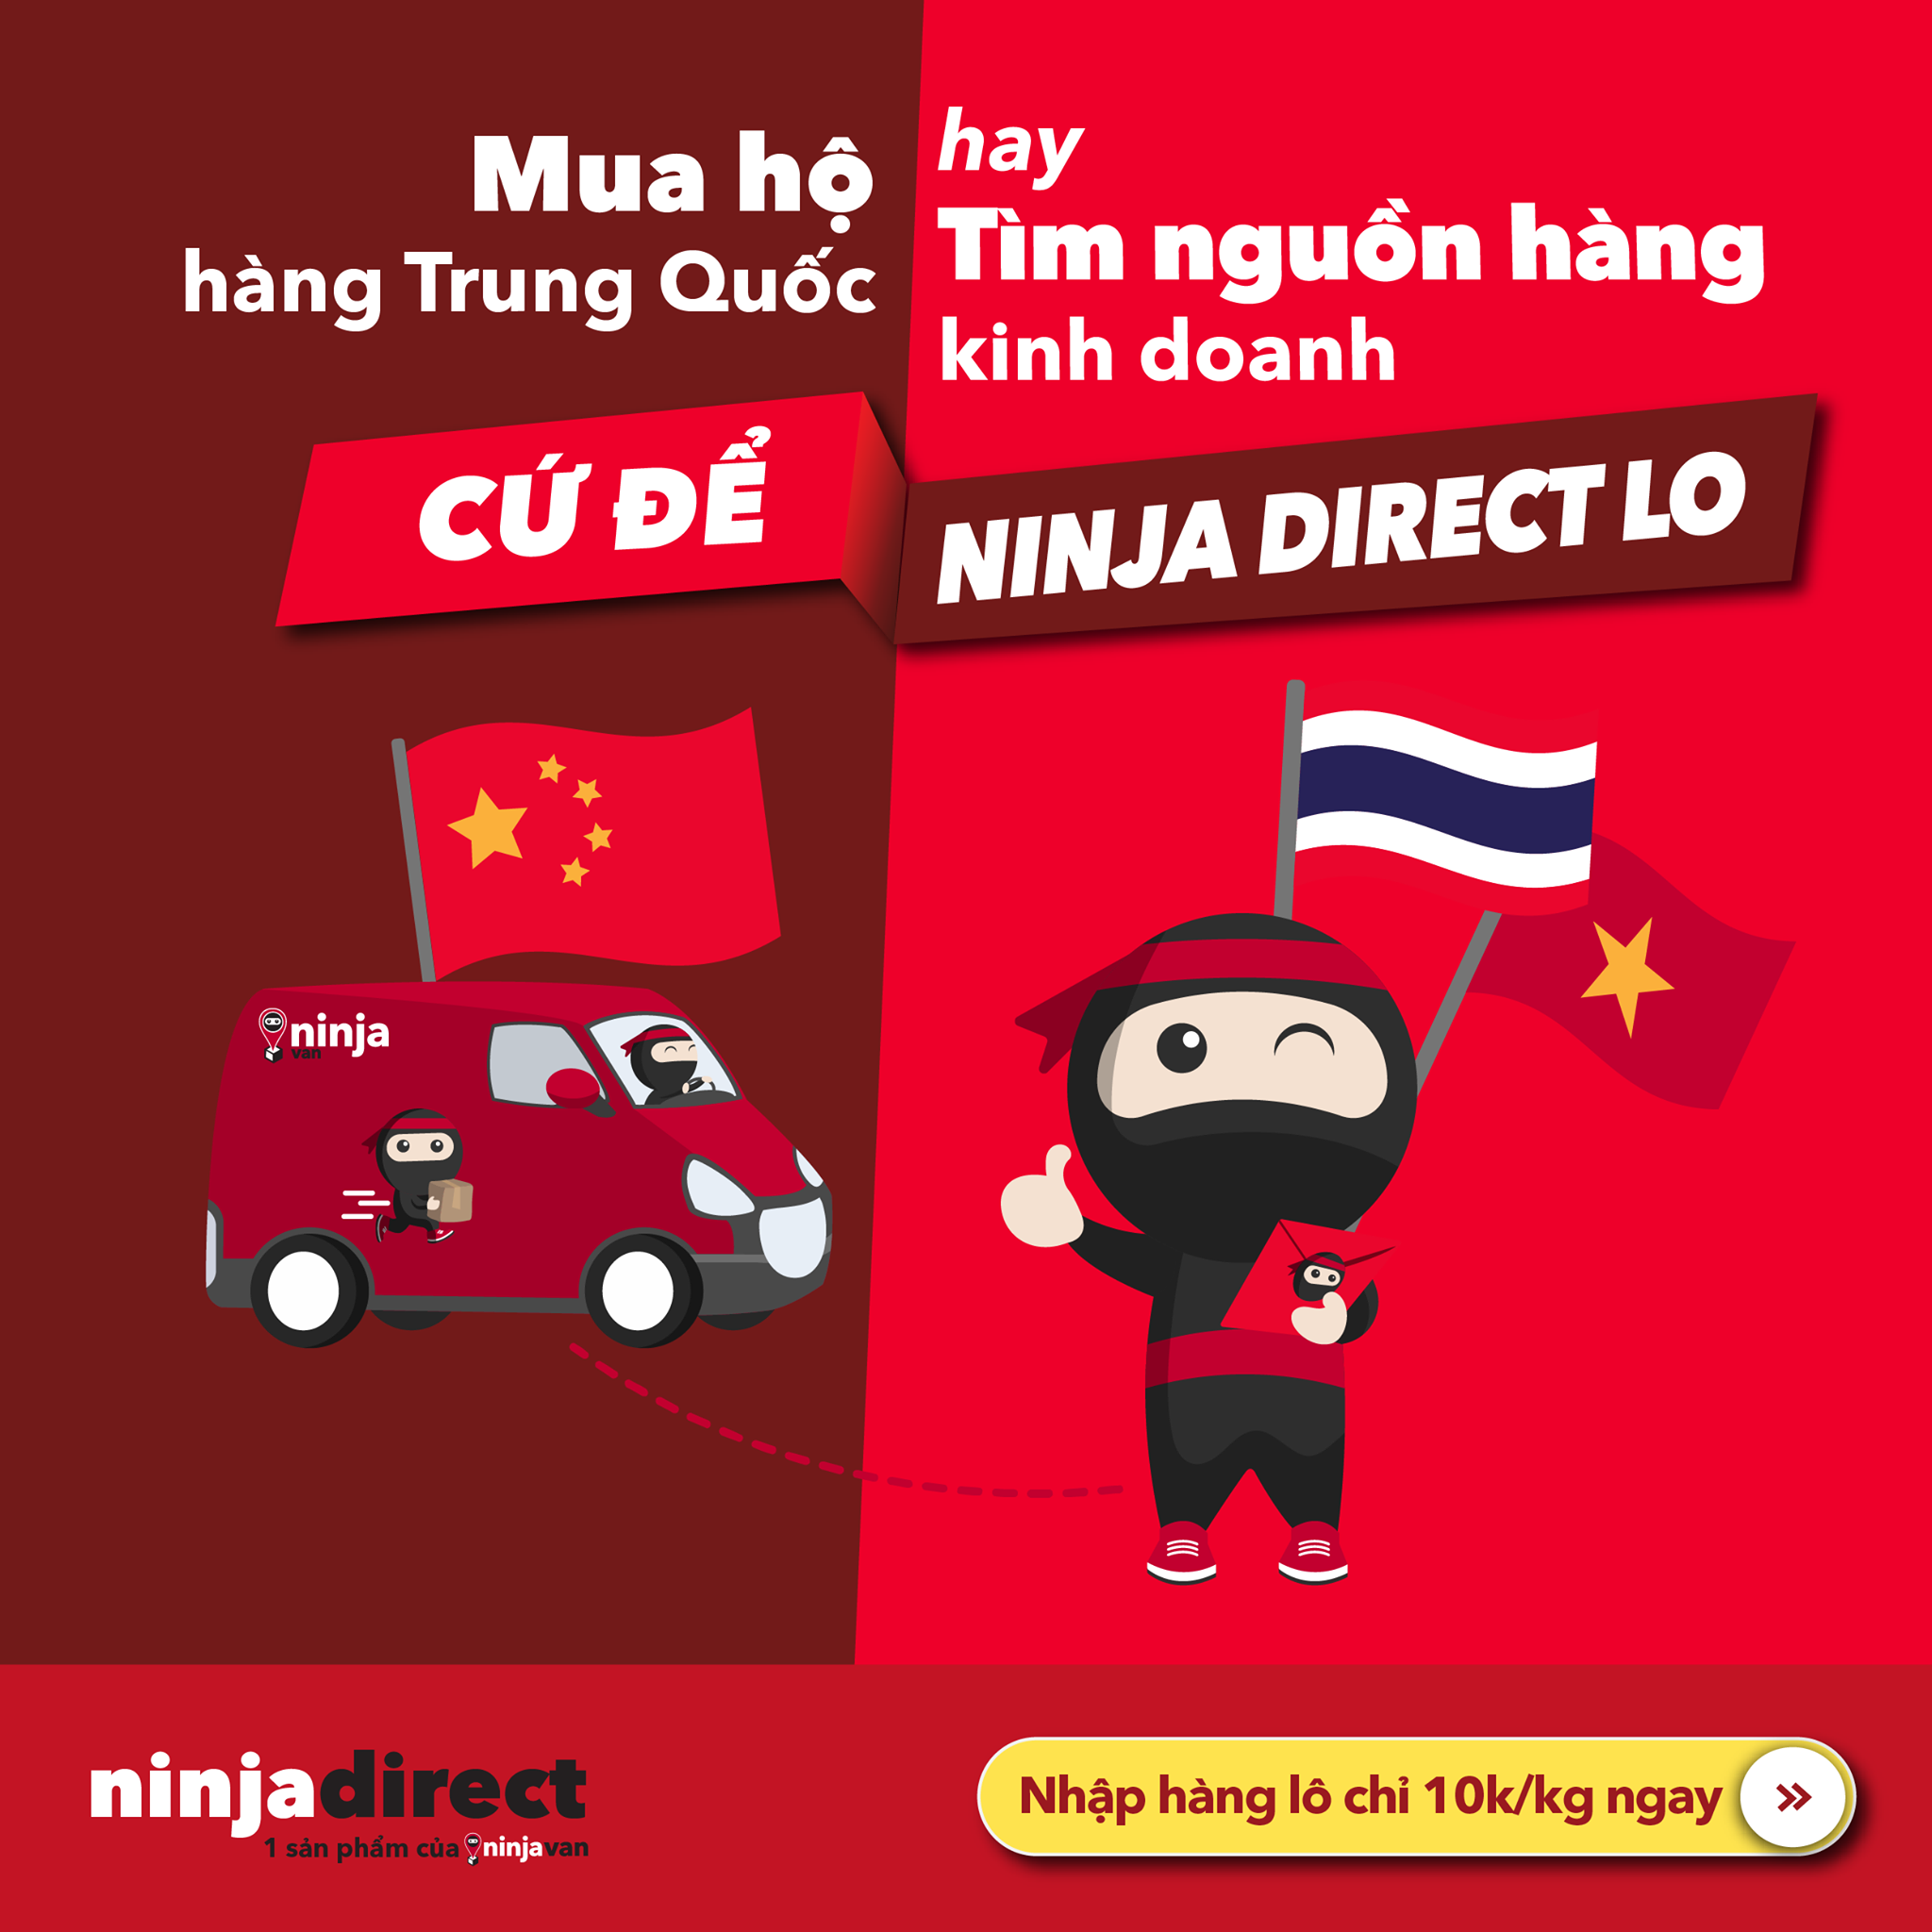 Mua hộ
hàng Trung Quốc
hay
Tìm nguồn hàng
kinh doanh
CỨ ĐỂ
NINJA DIRECT LO
ninja
van
ninjadirect
1 sản phẩm của ninjavan
Nhập hàng lô chỉ 10k/kg ngay